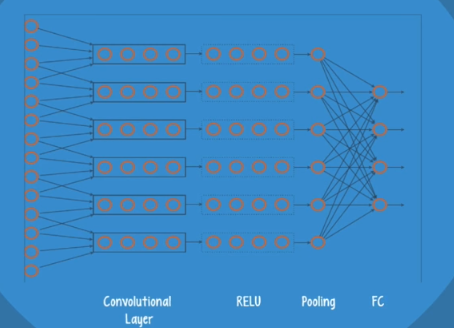 Convolutional
Layer
RELU
Pooling
FC